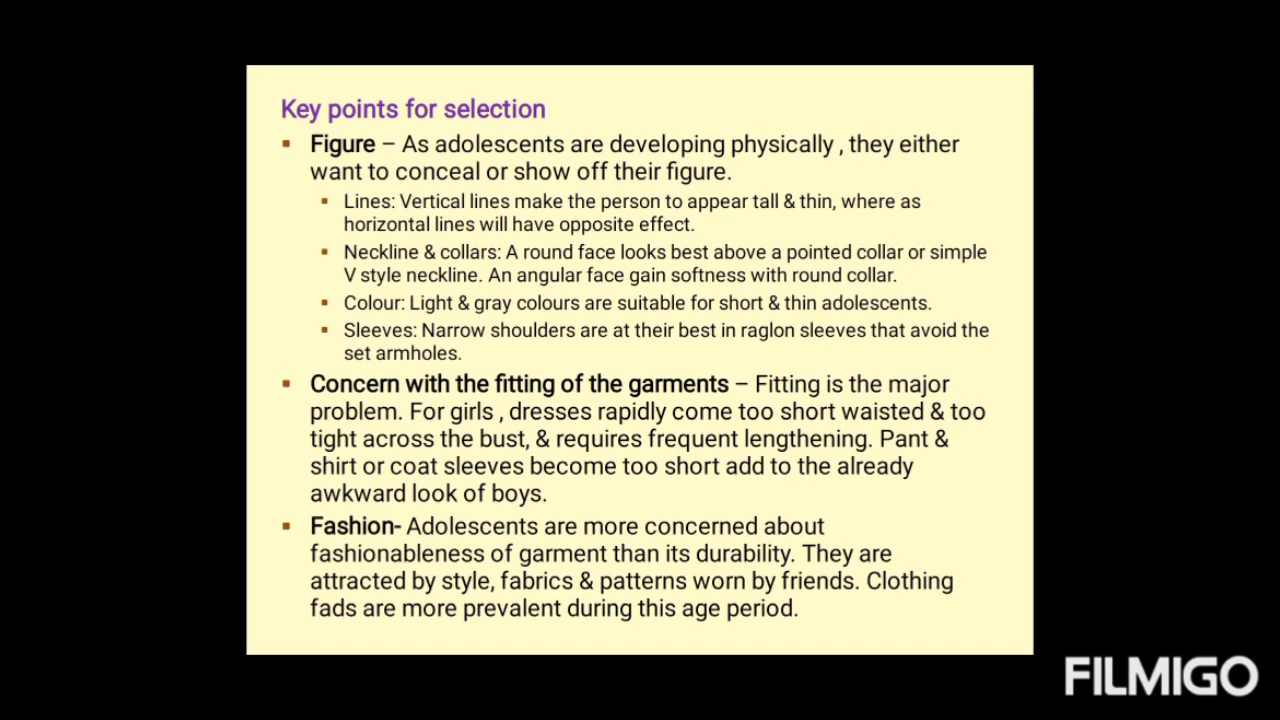 Key points for selection
▪ Figure – As adolescents are developing physically , they either
want to conceal or show off their figure.
▪ Lines: Vertical lines make the person to appear tall & thin, where as
horizontal lines will have opposite effect.
▪ Neckline & collars: A round face looks best above a pointed collar or simple
V style neckline. An angular face gain softness with round collar.
▪ Colour: Light & gray colours are suitable for short & thin adolescents.
▪ Sleeves: Narrow shoulders are at their best in raglon sleeves that avoid the
set armholes.
▪ Concern with the fitting of the garments – Fitting is the major
problem. For girls , dresses rapidly come too short waisted & too
tight across the bust, & requires frequent lengthening. Pant &
shirt or coat sleeves become too short add to the already
awkward look of boys.
▪ Fashion- Adolescents are more concerned about
fashionableness of garment than its durability. They are
attracted by style, fabrics & patterns worn by friends. Clothing
fads are more prevalent during this age period.
FILMIGO